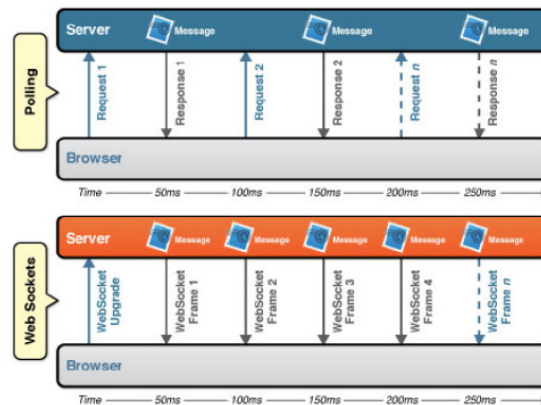 Polling
Server
Message
Message
Message
Request 1
Response 1
Request 2
Response 2
Request n
Response n
Browser
Time 50ms 100ms 150ms 200ms 250ms
Web Sockets
Server
Message
Message
Message
Message
Message
WebSocket
Upgrade
WebSocket
Frame 1
WebSocket
Frame 2
WebSocket
Frame 3
WebSocket
Frame 4
WebSocket
Frame n
Browser
Time 50ms 100ms 150ms 200ms 250ms